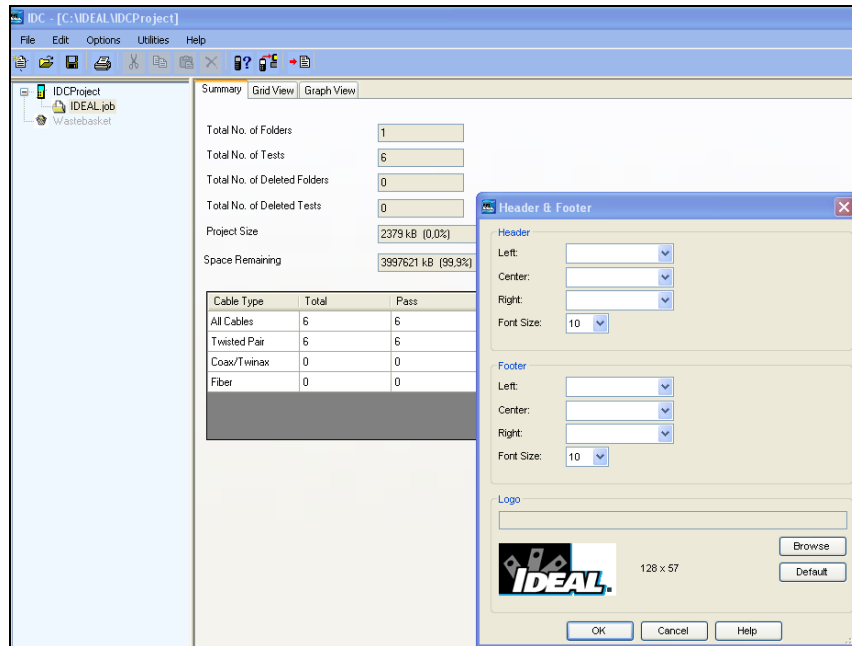 IDC - [C:\IDEAL\IDCProject]
File Edit Options Utilities Help
IDCProject
IDEAL.job
Wastebasket
Summary Grid View Graph View
Total No. of Folders 1
Total No. of Tests 6
Total No. of Deleted Folders 0
Total No. of Deleted Tests 0
Project Size 2379 kB (0,0%)
Space Remaining 3997621 kB (99,9%)
Cable Type Total Pass
All Cables 6 6
Twisted Pair 6 6
Coax/Twinax 0 0
Fiber 0 0
Header & Footer
Header
Left:
Center:
Right:
Font Size: 10
Footer
Left:
Center:
Right:
Font Size: 10
Logo
Browse
IDEAL. 128 x 57
Default
OK Cancel Help